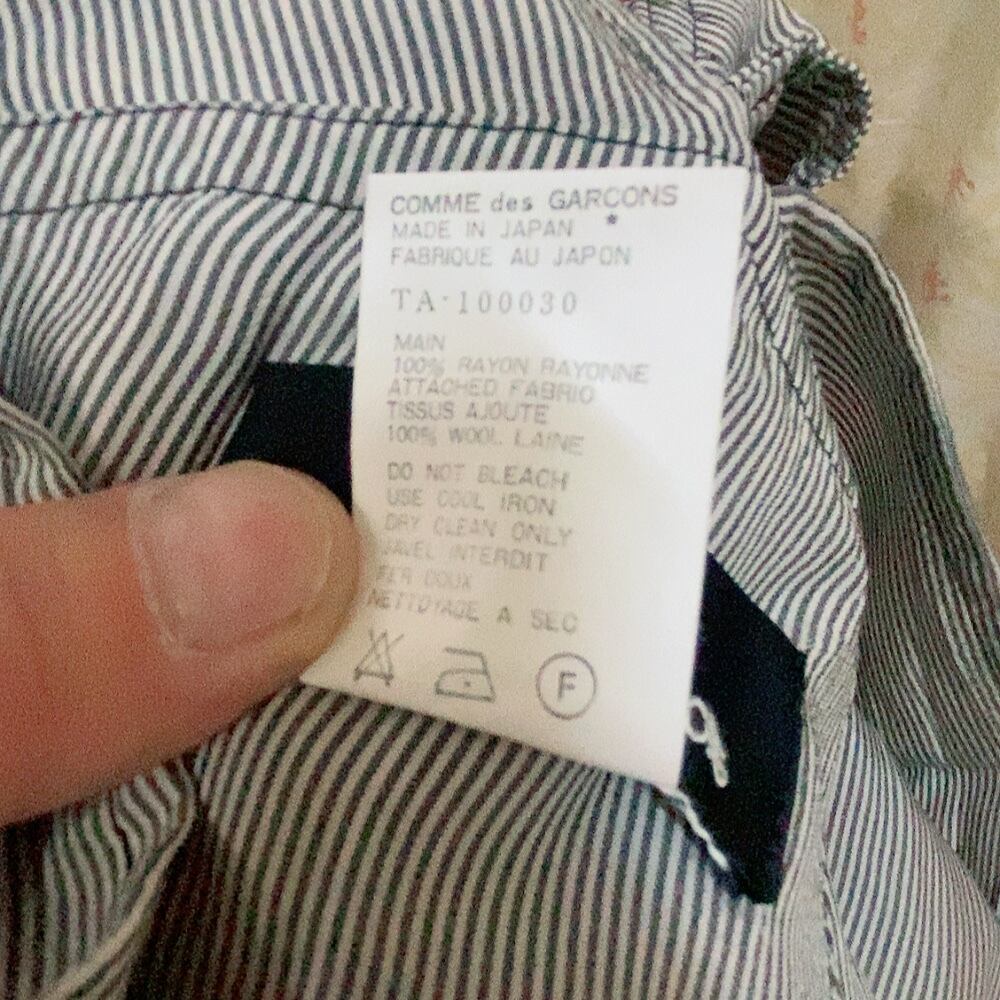 COMME des GARCONS
*
MADE IN JAPAN
FABRIQUE AU JAPON
TA·100030
MAIN
100% RAYON RAYONNE
ATTACHED FABRIC
TISSUS AJOUTE
100% WOOL LAINE
DO NOT BLEACH
USE COOL IRON
DRY CLEAN ONLY
JAVEL INTERDIT
FER DOUX
NETTOYAGE A SEC
F